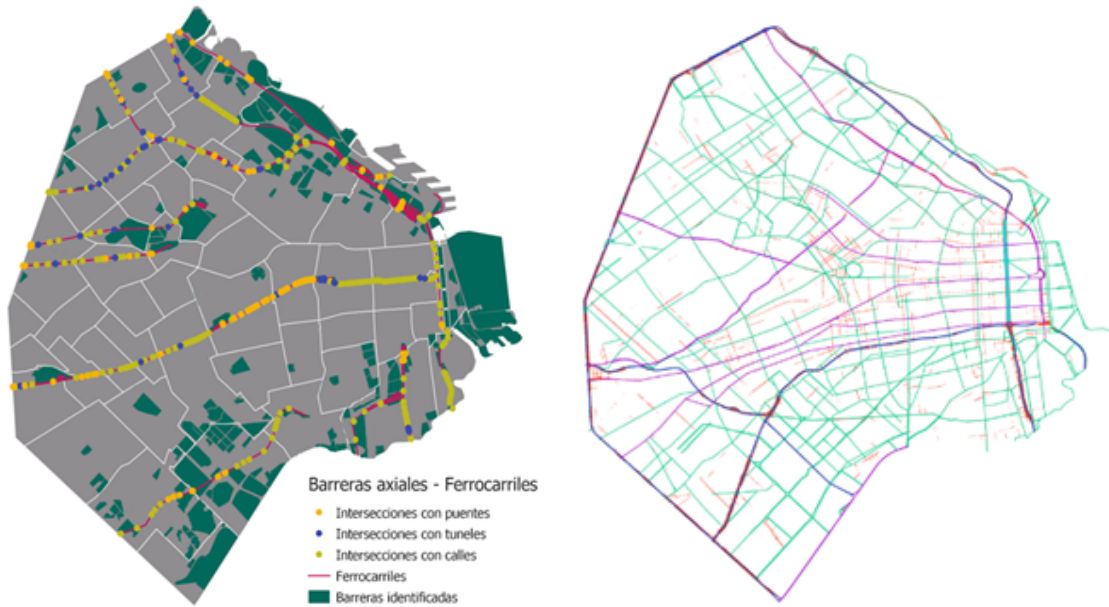 Barreras axiales - Ferrocarriles
Intersecciones con puentes
Intersecciones con tuneles
Intersecciones con calles
Ferrocarriles
Barreras identificadas